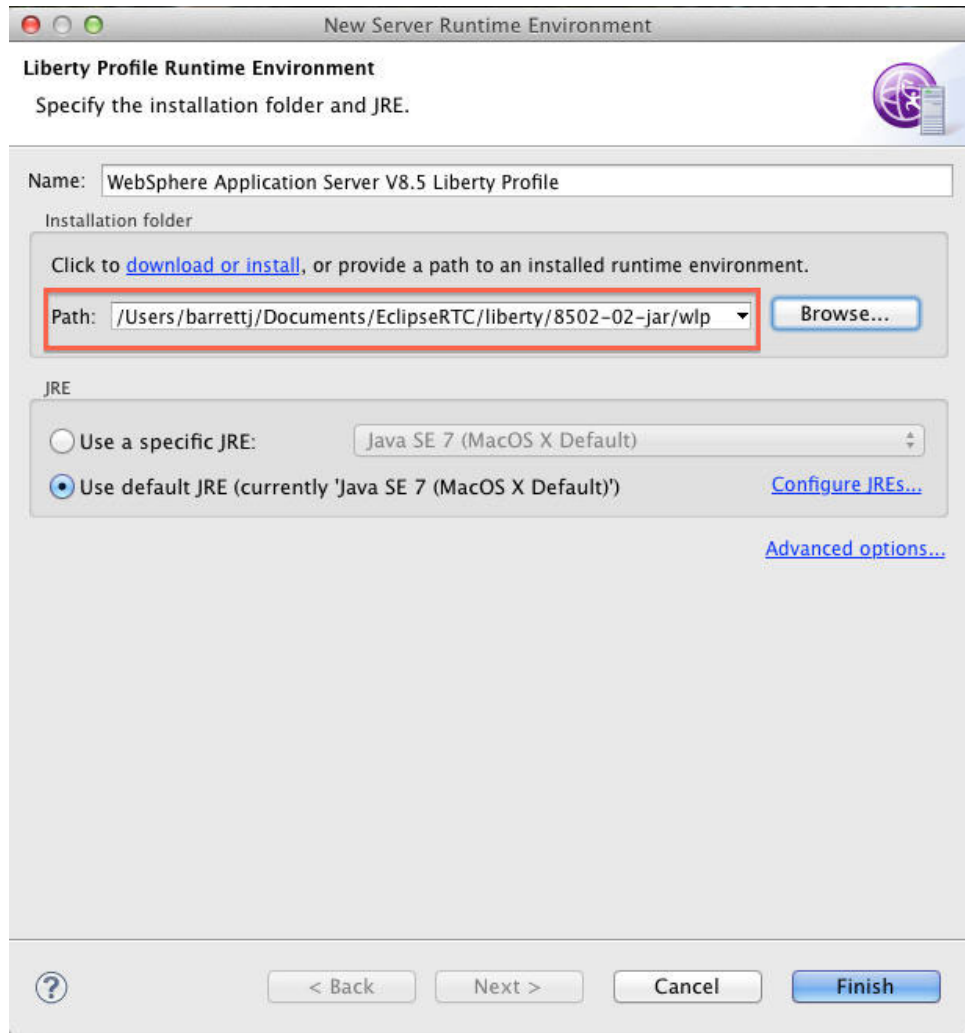 New Server Runtime Environment
Liberty Profile Runtime Environment
Specify the installation folder and JRE.
Name: WebSphere Application Server V8.5 Liberty Profile
Installation folder
Click to download or install, or provide a path to an installed runtime environment.
Path: /Users/barrettj/Documents/EclipseRTC/liberty/8502-02-jar/wlp Browse...
JRE
Use a specific JRE: Java SE 7 (MacOS X Default)
Use default JRE (currently 'Java SE 7 (MacOS X Default)') Configure JREs...
Advanced options...
? < Back Next > Cancel Finish